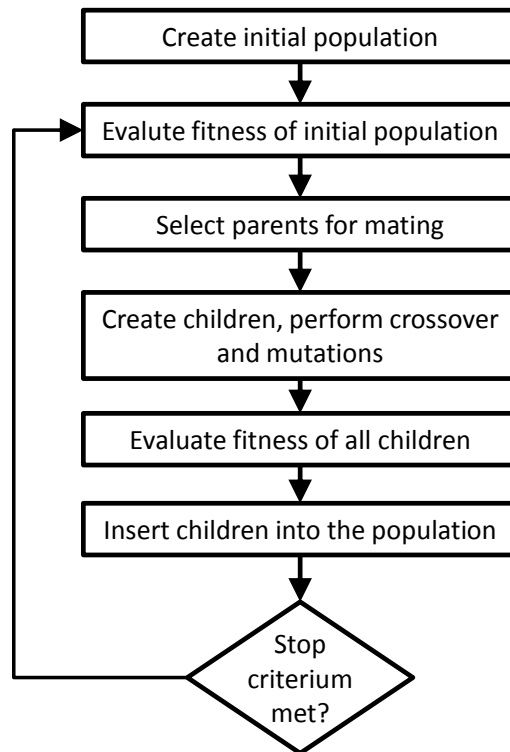 Create initial population
Evalute fitness of initial population
Select parents for mating
Create children, perform crossover
and mutations
Evaluate fitness of all children
Insert children into the population
Stop
criterium
met?